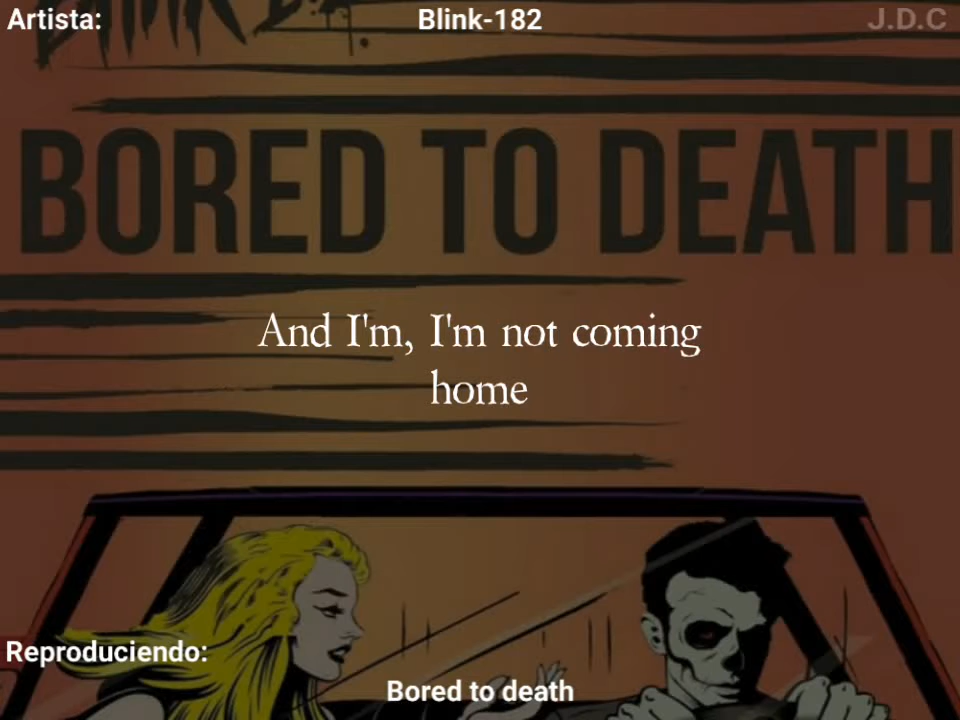 Artista: Blink-182 J.D.C
BORED TO DEATH
And I'm, I'm not coming
home
Reproduciendo:
Bored to death